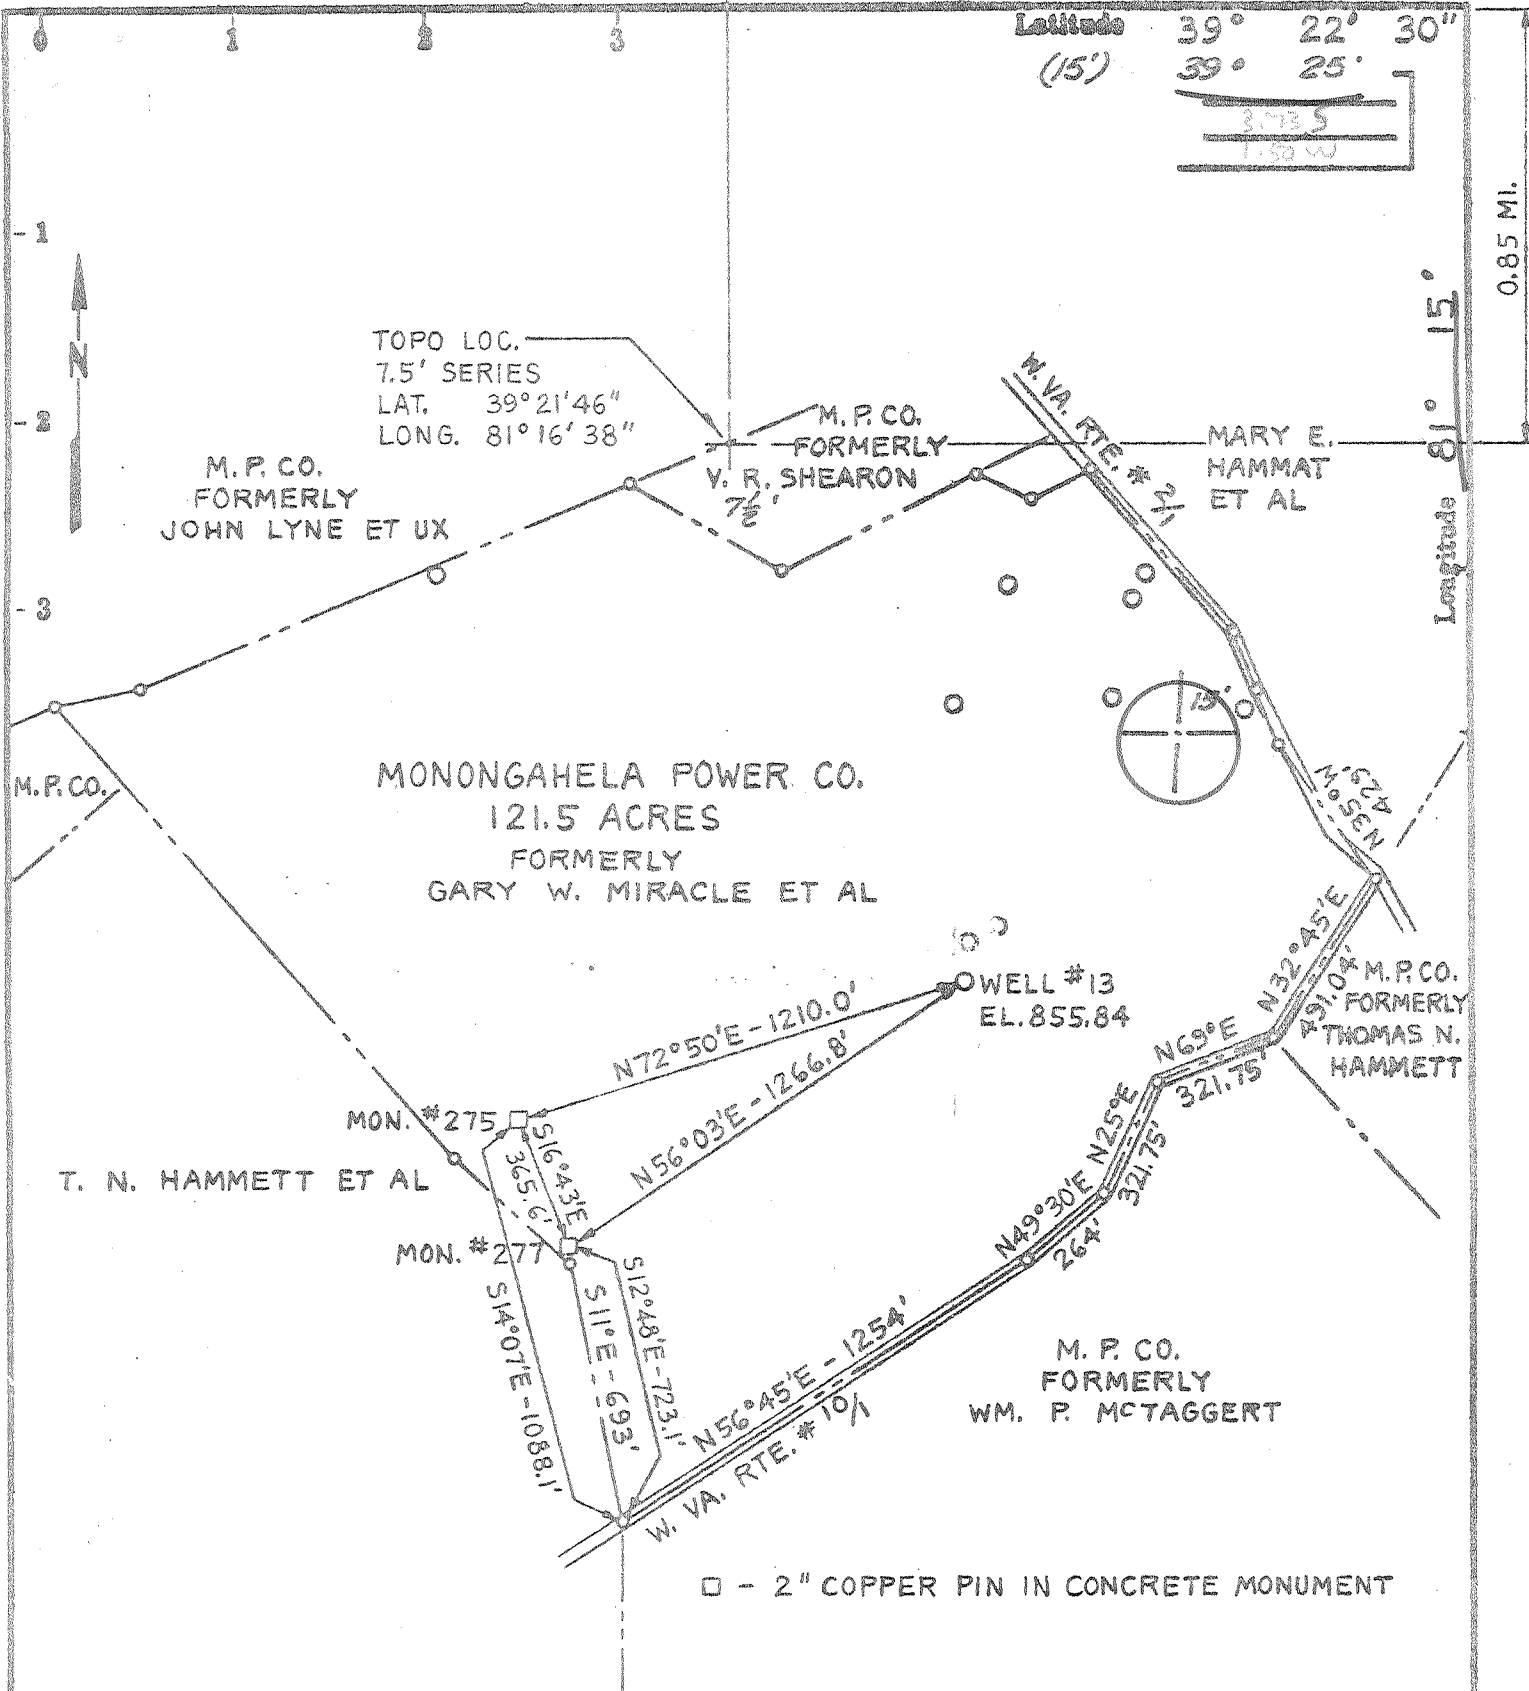 0 1 2 3
Latitude 39° 22' 30"
(15') 39° 25'
3.73 S
1.50 W
0.85 MI.
- 1
- 2
- 3
N
TOPO LOC.
7.5' SERIES
LAT. 39°21'46"
LONG. 81°16'38"
M.P. CO.
FORMERLY
V. R. SHEARON
7½'
M.P. CO.
FORMERLY
JOHN LYNE ET UX
W. VA. RTE. # 2/1
MARY E.
HAMMAT
ET AL
Longitude 81° 15'
15'
M.P. CO.
MONONGAHELA POWER CO.
121.5 ACRES
FORMERLY
GARY W. MIRACLE ET AL
N35°W
429'
N32°45'E
491.04'
M.P. CO.
FORMERLY
THOMAS N.
HAMMETT
WELL #13
EL. 855.84
N72°50'E - 1210.0'
N56°03'E - 1266.8'
N69°E
321.75'
N25°E
321.75'
N49°30'E
264'
MON. #275
S16°43'E
365.6'
T. N. HAMMETT ET AL
MON. #277
S14°07'E - 1088.1'
S11°E - 693'
S12°48'E - 723.1'
N56°45'E - 1254'
W. VA. RTE. # 10/1
M. P. CO.
FORMERLY
WM. P. McTAGGERT
□ - 2" COPPER PIN IN CONCRETE MONUMENT